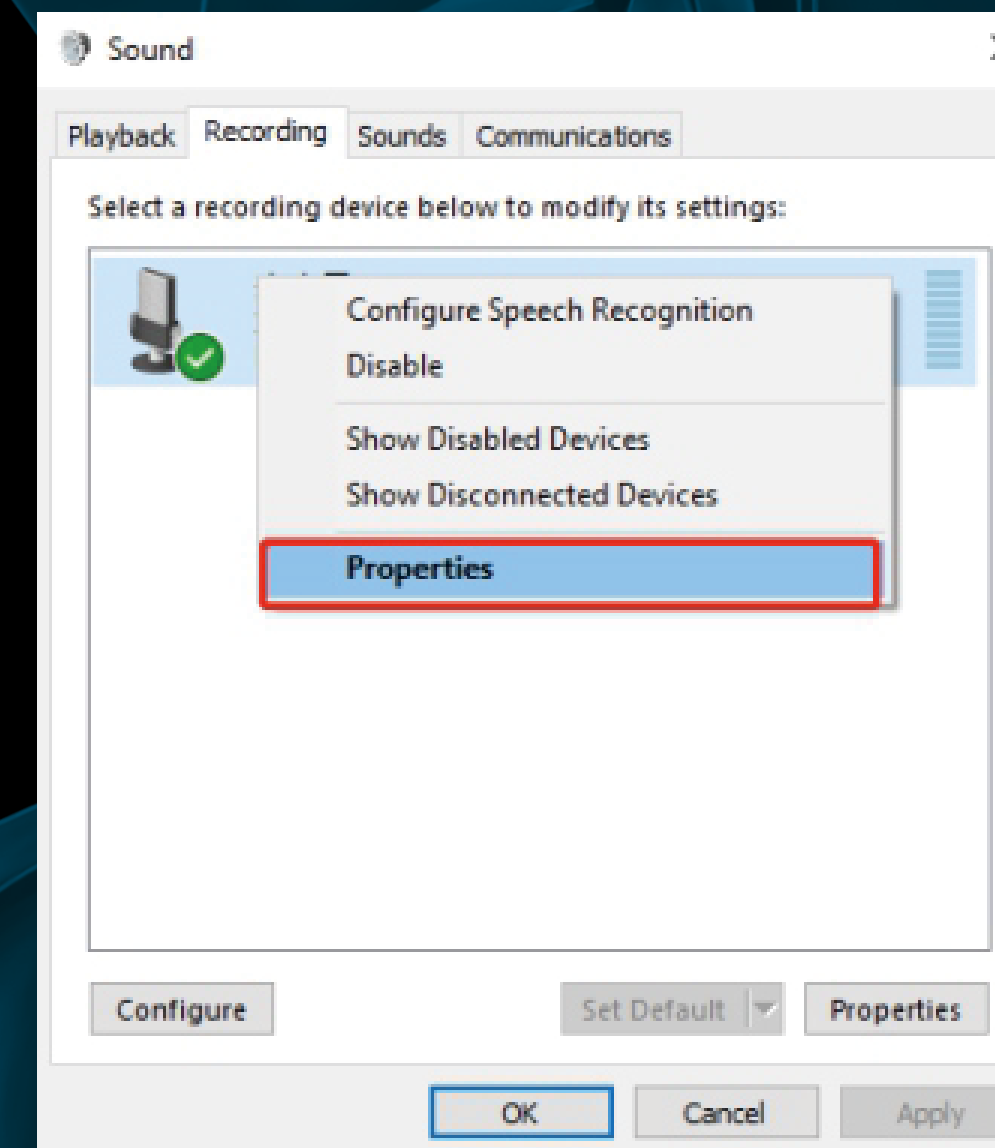 Sound
Playback Recording Sounds Communications
Select a recording device below to modify its settings:
Configure Speech Recognition
Disable
Show Disabled Devices
Show Disconnected Devices
Properties
Configure Set Default Properties
OK Cancel Apply